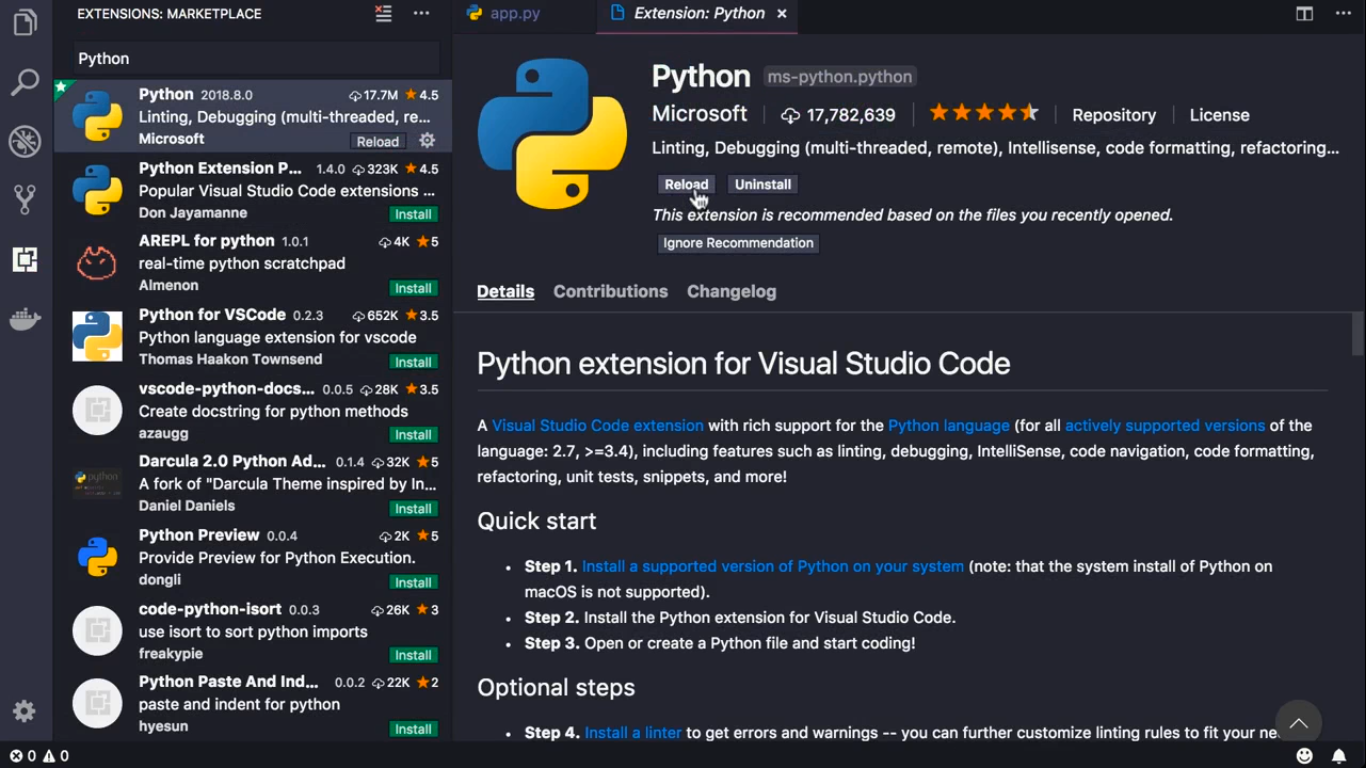 EXTENSIONS: MARKETPLACE
Python
Python 2018.8.0 17.7M 4.5
Linting, Debugging (multi-threaded, re...
Microsoft Reload
Python Extension P... 1.4.0 323K 4.5
Popular Visual Studio Code extensions ...
Don Jayamanne Install
AREPL for python 1.0.1 4K 5
real-time python scratchpad
Almenon Install
Python for VSCode 0.2.3 652K 3.5
Python language extension for vscode
Thomas Haakon Townsend Install
vscode-python-docs... 0.0.5 28K 3.5
Create docstring for python methods
azaugg Install
Darcula 2.0 Python Ad... 0.1.4 32K 5
A fork of "Darcula Theme inspired by In...
Daniel Daniels Install
Python Preview 0.0.4 2K 5
Provide Preview for Python Execution.
dongli Install
code-python-isort 0.0.3 26K 3
use isort to sort python imports
freakypie Install
Python Paste And Ind... 0.0.2 22K 2
paste and indent for python
hyesun Install
app.py Extension: Python
Python ms-python.python
Microsoft 17,782,639 Repository License
Linting, Debugging (multi-threaded, remote), Intellisense, code formatting, refactoring...
Reload Uninstall
This extension is recommended based on the files you recently opened.
Ignore Recommendation
Details Contributions Changelog
Python extension for Visual Studio Code
A Visual Studio Code extension with rich support for the Python language (for all actively supported versions of the
language: 2.7, >=3.4), including features such as linting, debugging, IntelliSense, code navigation, code formatting,
refactoring, unit tests, snippets, and more!
Quick start
• Step 1. Install a supported version of Python on your system (note: that the system install of Python on
macOS is not supported).
• Step 2. Install the Python extension for Visual Studio Code.
• Step 3. Open or create a Python file and start coding!
Optional steps
• Step 4. Install a linter to get errors and warnings -- you can further customize linting rules to fit your
0 0